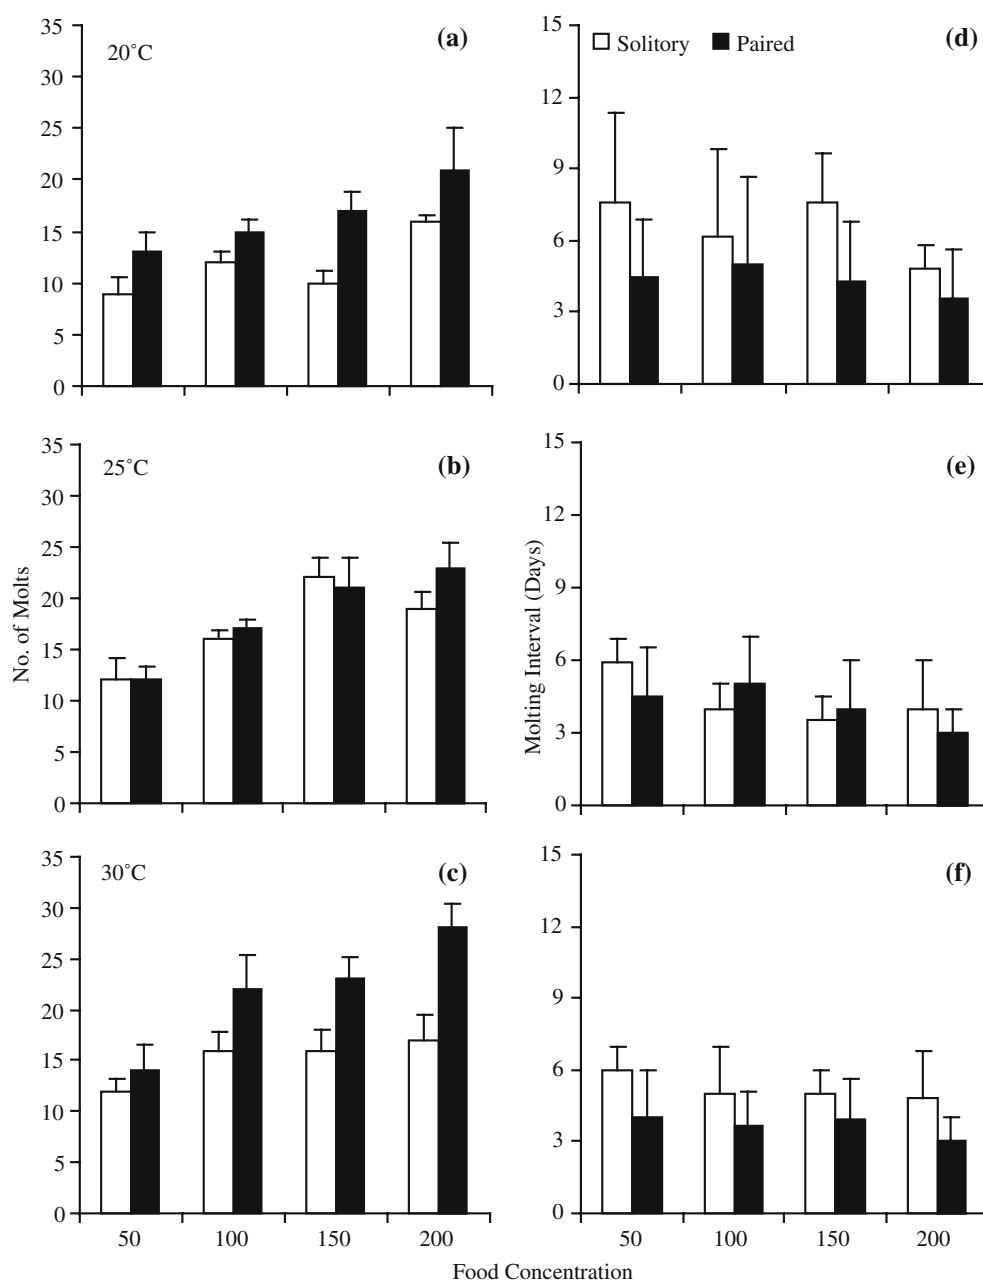 35
30
25
20
15
10
5
0
20°C
(a)
15
12
9
6
3
0
Solitory
Paired
(d)
35
30
25
20
15
10
5
0
25°C
(b)
No. of Molts
15
12
9
6
3
0
(e)
Molting Interval (Days)
35
30
25
20
15
10
5
0
30°C
(c)
50 100 150 200
15
12
9
6
3
0
(f)
50 100 150 200
Food Concentration